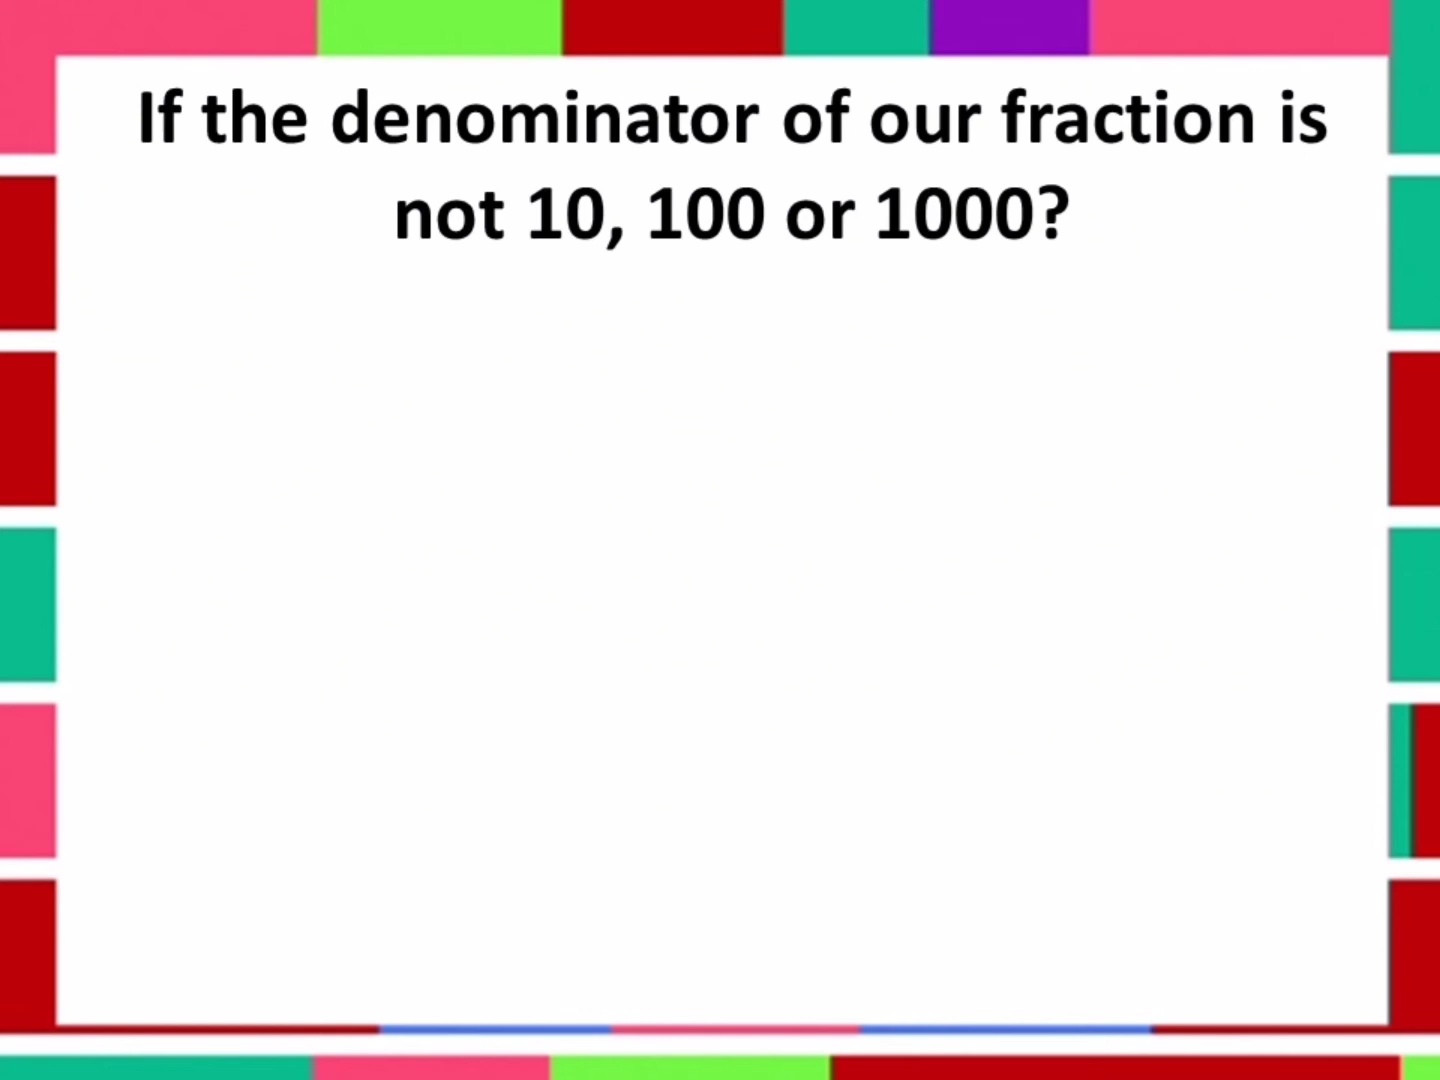 If the denominator of our fraction is
not 10, 100 or 1000?